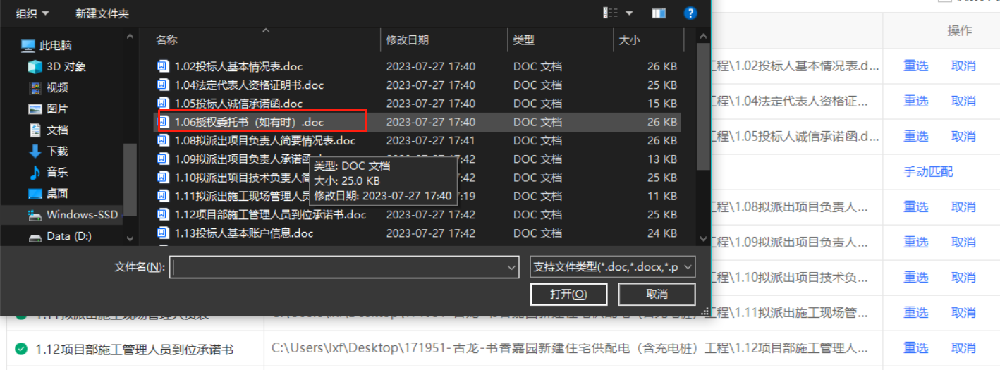 组织
新建文件夹
名称
修改日期
类型
大小
操作
此电脑
3D 对象
视频
图片
文档
下载
音乐
桌面
Windows-SSD
Data (D:)
1.02投标人基本情况表.doc 2023-07-27 17:40 DOC 文档 26 KB
1.04法定代表人资格证明书.doc 2023-07-27 17:40 DOC 文档 25 KB
1.05投标人诚信承诺函.doc 2023-07-27 17:40 DOC 文档 15 KB
1.06授权委托书（如有时）.doc 2023-07-27 17:40 DOC 文档 26 KB
1.08拟派出项目负责人简要情况表.doc 2023-07-27 17:41 DOC 文档 26 KB
1.09拟派出项目负责人承诺函 7-27 17:42 DOC 文档 13 KB
1.10拟派出项目技术负责人简 7-27 17:42 DOC 文档 25 KB
1.11拟派出施工现场管理人员 :19 DOC 文档 11 KB
1.12项目部施工管理人员到位承诺书.doc 2023-07-27 17:42 DOC 文档 25 KB
1.13投标人基本账户信息.doc 2023-07-27 17:42 DOC 文档 24 KB
类型: DOC 文档
大小: 25.0 KB
修改日期: 2023-07-27 17:40
文件名(N):
支持文件类型(*.doc,*.docx,*.p
打开(O)
取消
工程\1.02投标人基本情况表.d... 重选 取消
工程\1.04法定代表人资格证... 重选 取消
工程\1.05投标人诚信承诺函.d... 重选 取消
手动匹配
工程\1.08拟派出项目负责人... 重选 取消
工程\1.09拟派出项目负责人... 重选 取消
工程\1.10拟派出项目技术负... 重选 取消
工程\1.11拟派出施工现场管... 重选 取消
1.12项目部施工管理人员到位承诺书 C:\Users\lxf\Desktop\171951-古龙-书香嘉园新建住宅供配电（含充电桩）工程\1.12项目部施工管理人... 重选 取消